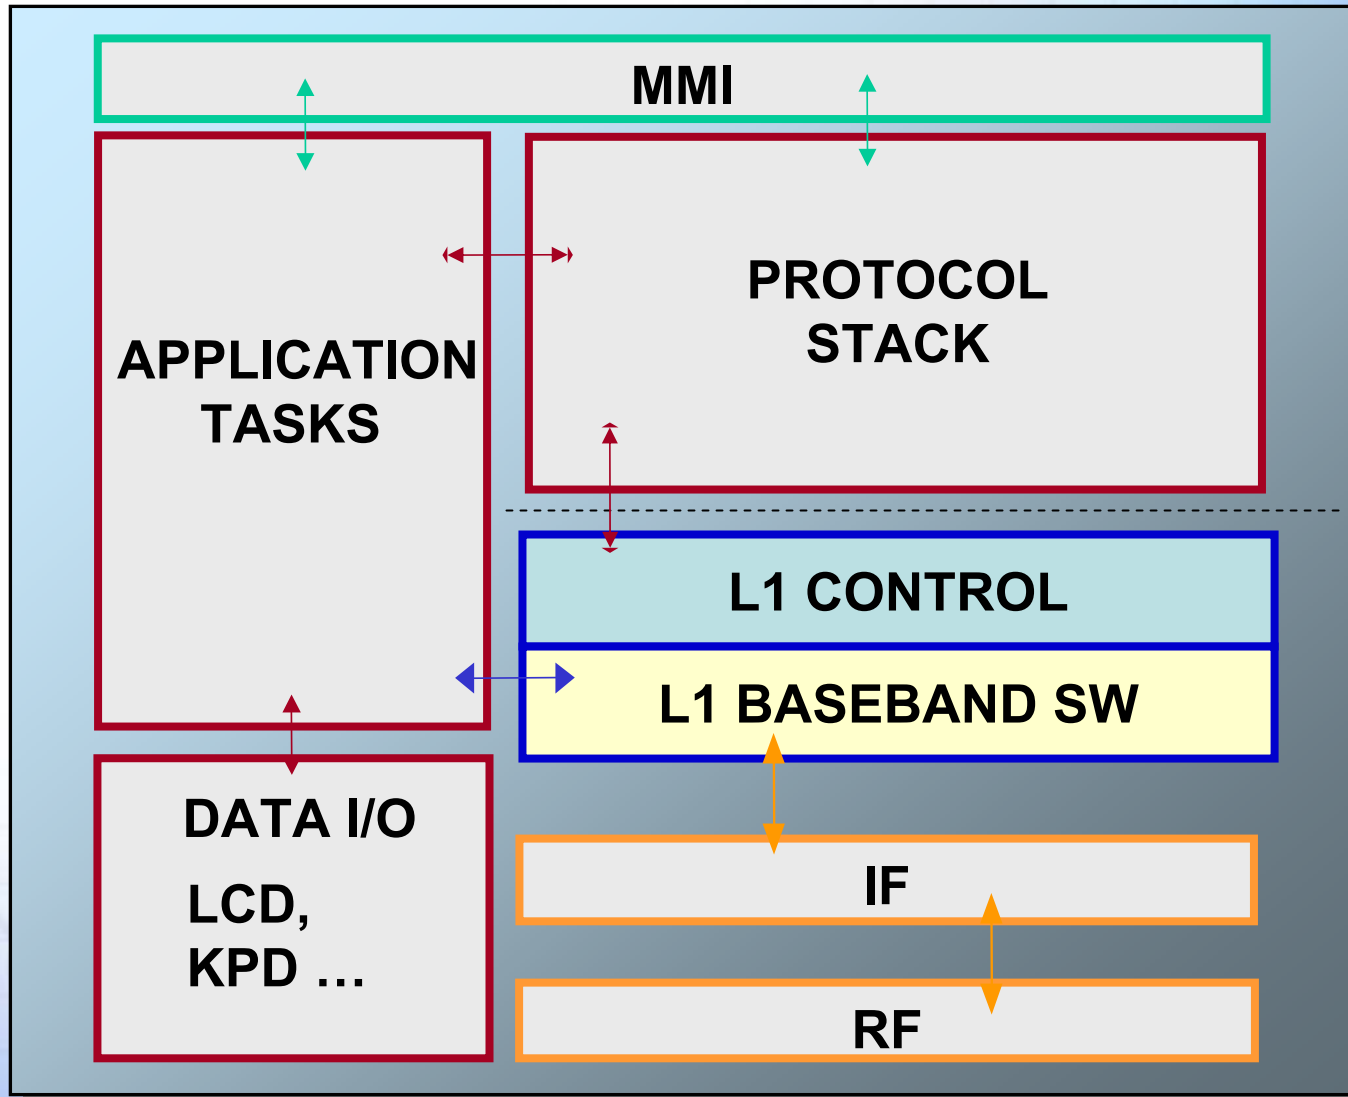 MMI
APPLICATION
TASKS
PROTOCOL
STACK
L1 CONTROL
L1 BASEBAND SW
DATA I/O
LCD,
KPD …
IF
RF